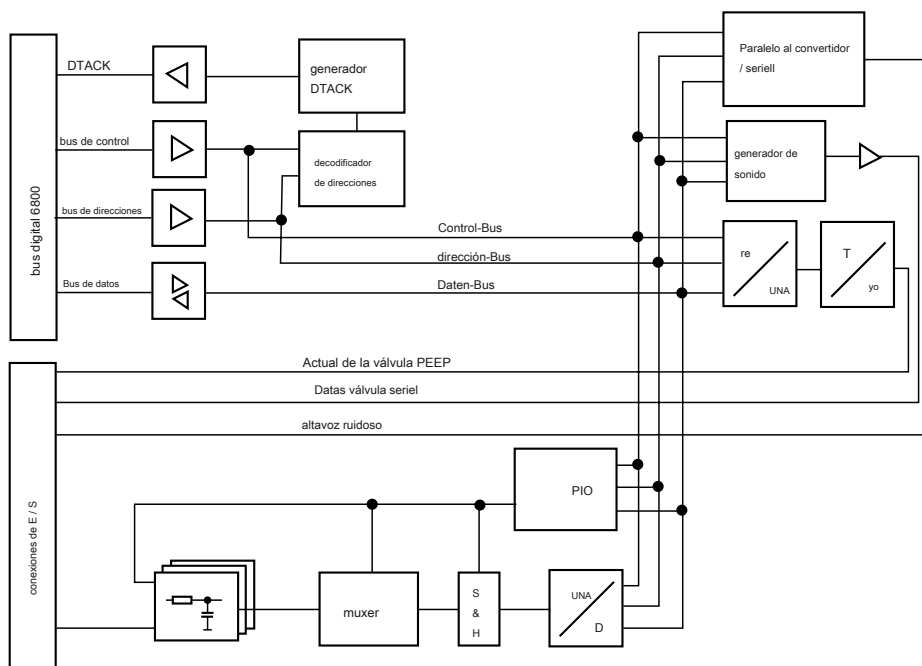 DTACK
generador
DTACK
Paralelo al convertidor
/ seriell
bus de control
decodificador
de direcciones
generador de
sonido
bus digital 6800
bus de direcciones
Control-Bus
re
UNA
T
yo
dirección-Bus
Bus de datos
Daten-Bus
Actual de la válvula PEEP
Datas válvula seriel
altavoz ruidoso
conexiones de E / S
PIO
muxer
S
&
H
UNA
D